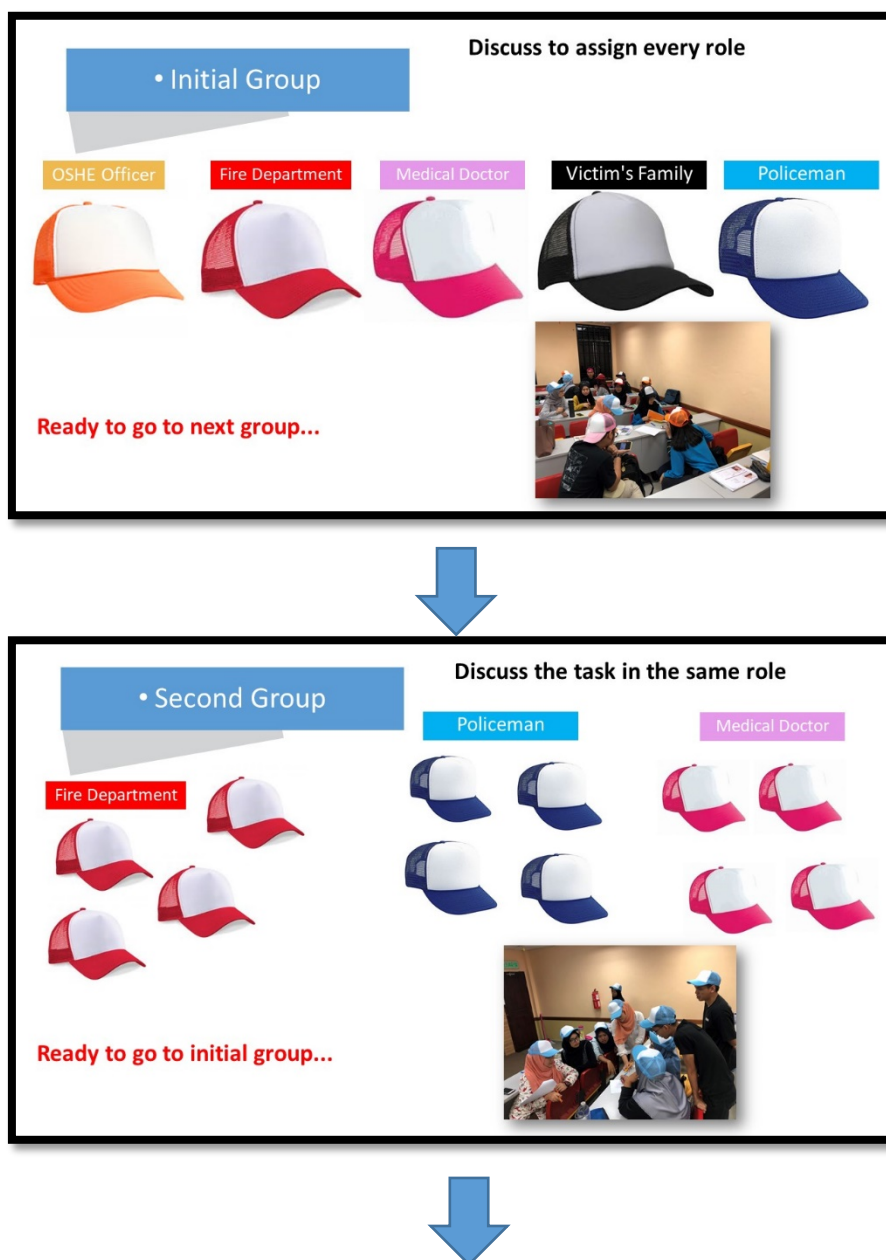 Discuss to assign every role
• Initial Group
OSHE Officer
Fire Department
Medical Doctor
Victim's Family
Policeman
Ready to go to next group...
Discuss the task in the same role
• Second Group
Policeman
Medical Doctor
Fire Department
Ready to go to initial group...